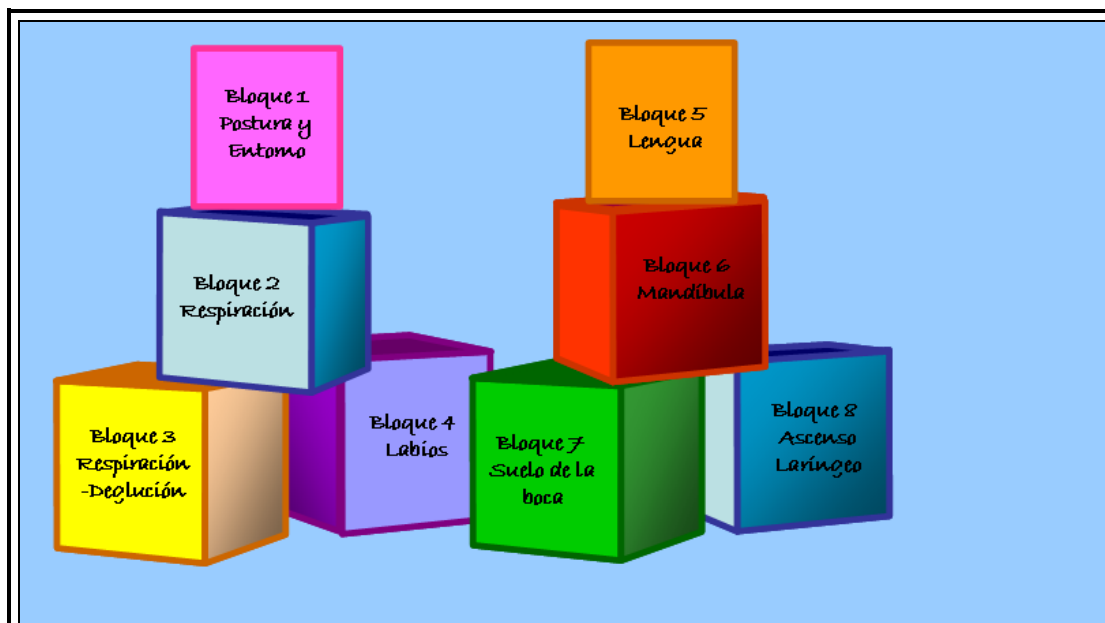 Bloque 1
Postura y
Entorno
Bloque 2
Respiración
Bloque 3
Respiración
-Deglución
Bloque 4
Labios
Bloque 5
Lengua
Bloque 6
Mandíbula
Bloque 7
Suelo de la
boca
Bloque 8
Ascenso
Laríngeo